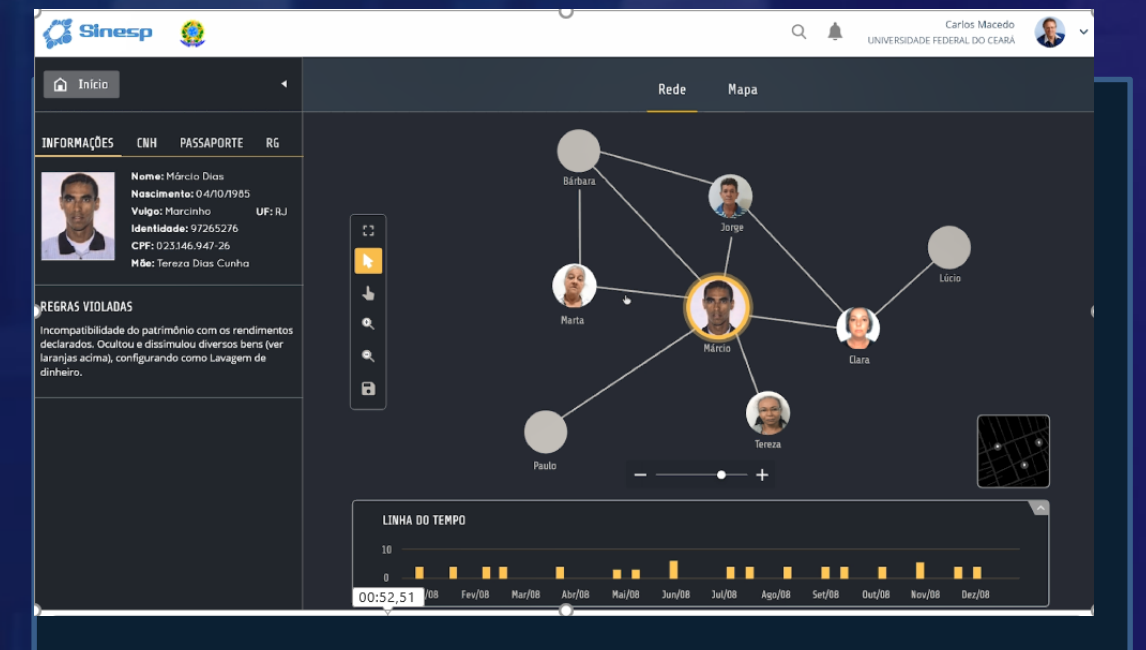 Sinesp
Carlos Macedo
UNIVERSIDADE FEDERAL DO CEARÁ
Início
Rede Mapa
INFORMAÇÕES CNH PASSAPORTE RG
Nome: Márcio Dias
Nascimento: 04/10/1985
Vulgo: Marcinho UF: RJ
Identidade: 97265276
CPF: 023.146.947-26
Mãe: Tereza Dias Cunha
REGRAS VIOLADAS
Incompatibilidade do patrimônio com os rendimentos
declarados. Ocultou e dissimulou diversos bens (ver
laranjas acima), configurando como Lavagem de
dinheiro.
Bárbara
Jorge
Lúcio
Marta
Márcio
Clara
Tereza
Paulo
LINHA DO TEMPO
10
0
/08 Fev/08 Mar/08 Abr/08 Mai/08 Jun/08 Jul/08 Ago/08 Set/08 Out/08 Nov/08 Dez/08
00:52,51